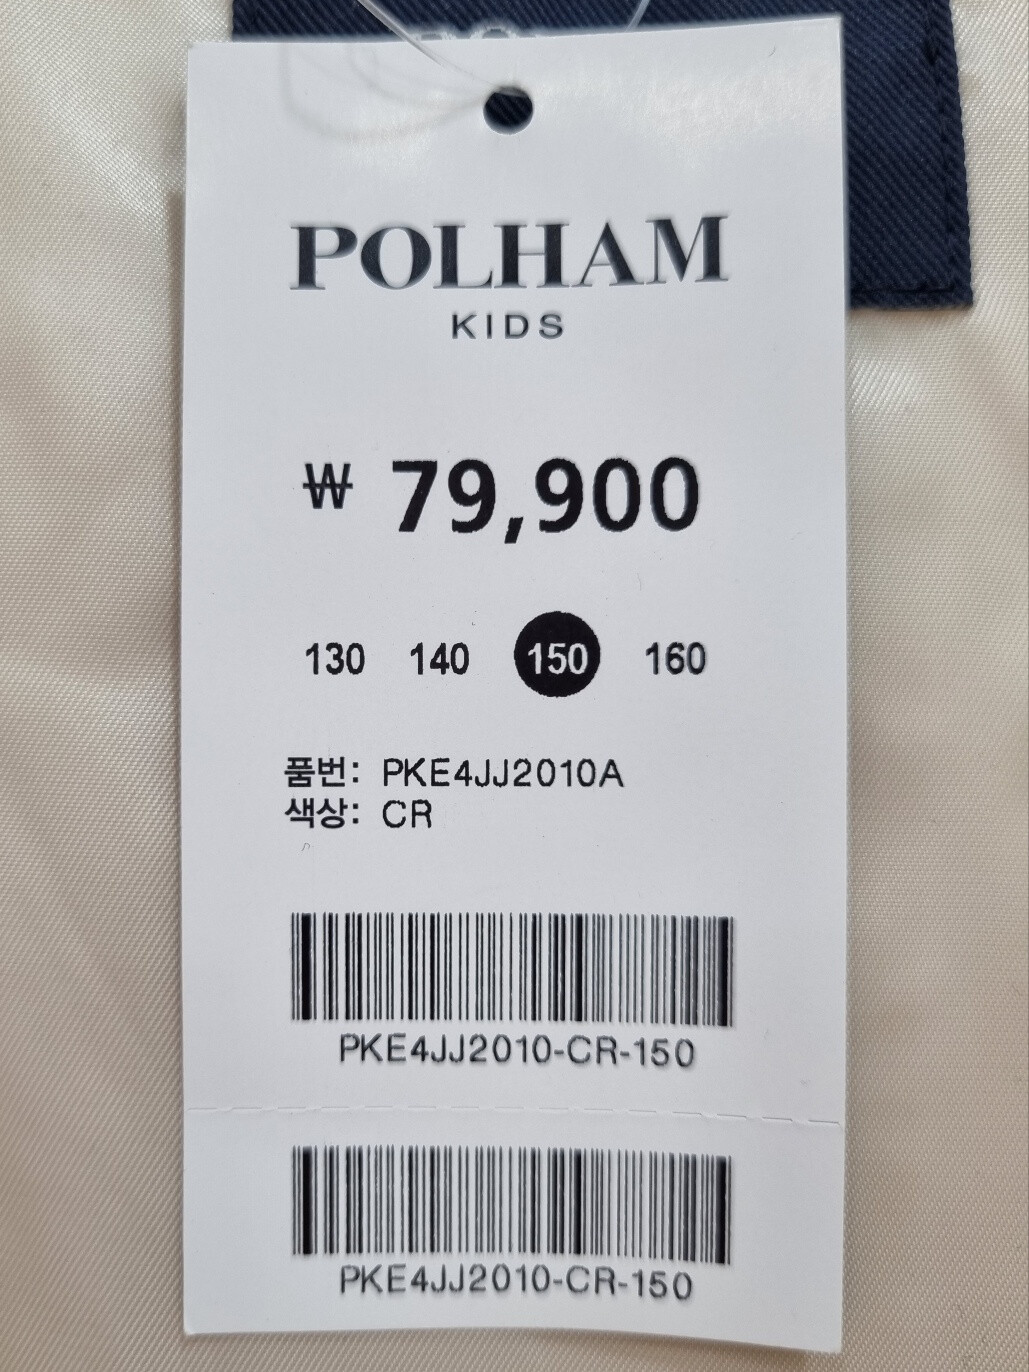 POLHAM
KIDS
₩ 79,900
130 140 150 160
품번: PKE4JJ2010A
색상: CR
PKE4JJ2010-CR-150
PKE4JJ2010-CR-150